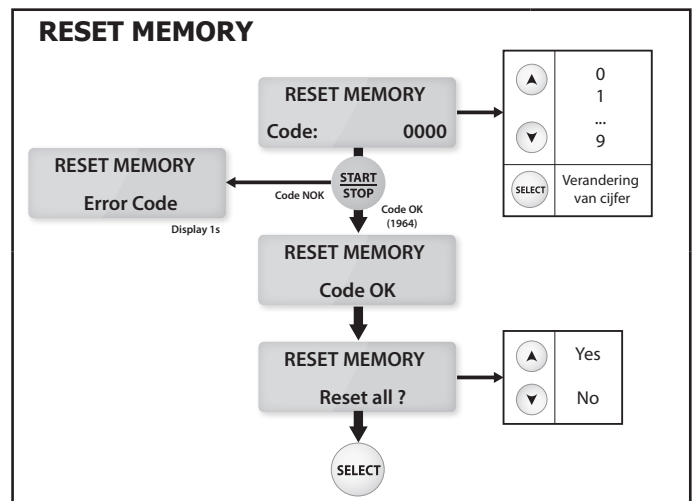 RESET MEMORY
RESET MEMORY
Code: 0000
0
1
...
9
SELECT
Verandering
van cijfer
START
STOP
RESET MEMORY
Error Code
Display 1s
Code NOK
Code OK
(1964)
RESET MEMORY
Code OK
RESET MEMORY
Reset all ?
Yes
No
SELECT